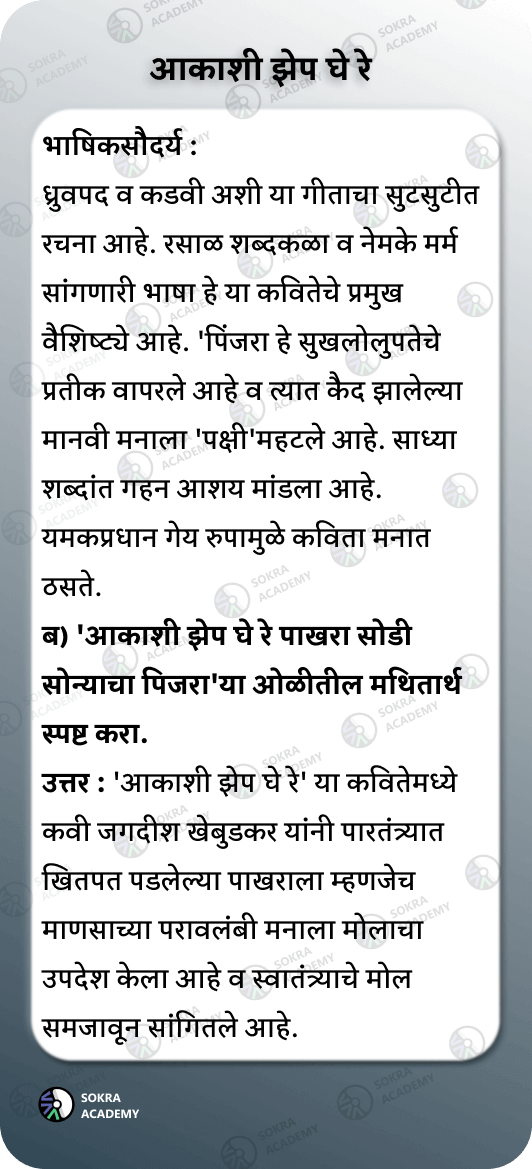 आकाशी झेप घे रे
भाषिकसौदर्य :
ध्रुवपद व कडवी अशी या गीताचा सुटसुटीत
रचना आहे. रसाळ शब्दकळा व नेमके मर्म
सांगणारी भाषा हे या कवितेचे प्रमुख
वैशिष्ट्ये आहे. 'पिंजरा हे सुखलोलुपतेचे
प्रतीक वापरले आहे व त्यात कैद झालेल्या
मानवी मनाला 'पक्षी'महटले आहे. साध्या
शब्दांत गहन आशय मांडला आहे.
यमकप्रधान गेय रुपामुळे कविता मनात
ठसते.
ब) 'आकाशी झेप घे रे पाखरा सोडी
सोन्याचा पिजरा'या ओळीतील मथितार्थ
स्पष्ट करा.
उत्तर : 'आकाशी झेप घे रे' या कवितेमध्ये
कवी जगदीश खेबुडकर यांनी पारतंत्र्यात
खितपत पडलेल्या पाखराला म्हणजेच
माणसाच्या परावलंबी मनाला मोलाचा
उपदेश केला आहे व स्वातंत्र्याचे मोल
समजावून सांगितले आहे.
SOKRA
ACADEMY